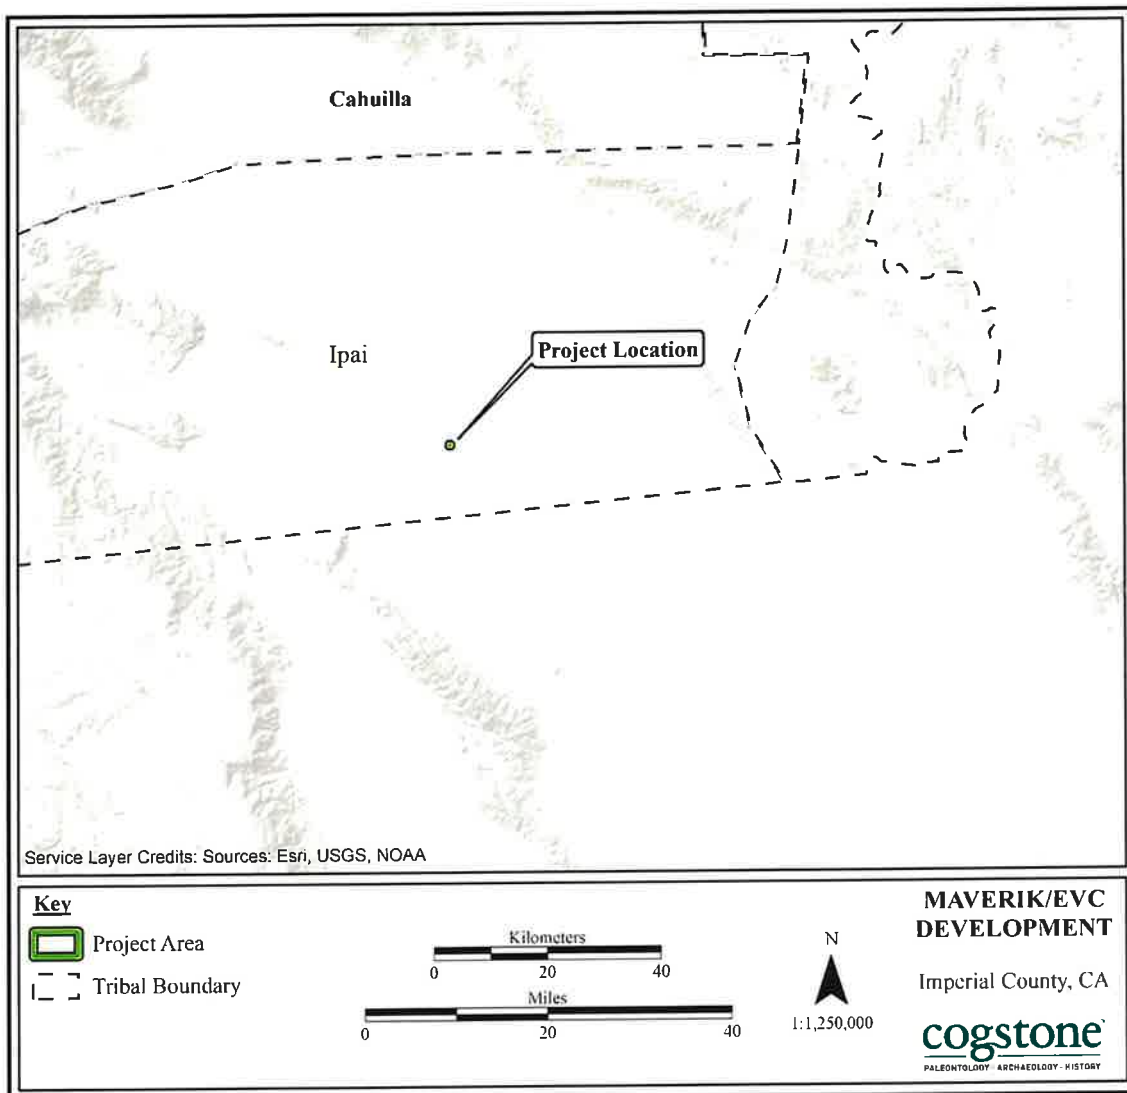 Cahuilla
Ipai
Project Location
Service Layer Credits: Sources: Esri, USGS, NOAA
Key
Project Area
Tribal Boundary
Kilometers
0 20 40
Miles
0 20 40
N
1:1,250,000
MAVERIK/EVC
DEVELOPMENT
Imperial County, CA
cogstone
PALEONTOLOGY - ARCHAEOLOGY - HISTORY